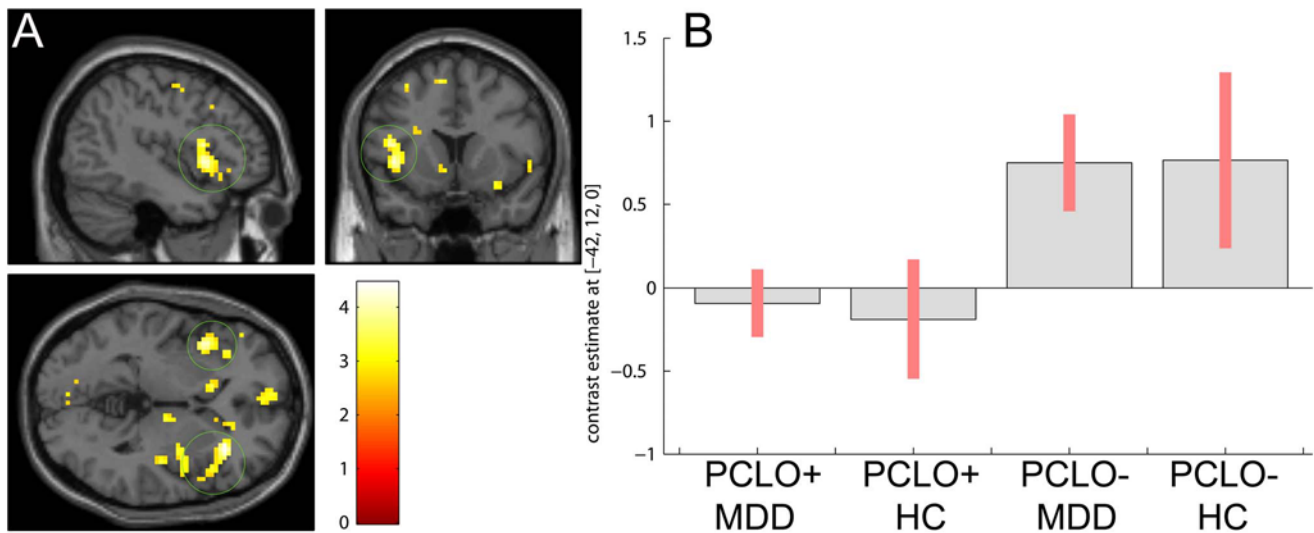 A
4
3
2
1
0
B
contrast estimate at [−42, 12, 0]
1.5
1
0.5
0
−0.5
−1
PCLO+ MDD
PCLO+ HC
PCLO- MDD
PCLO- HC